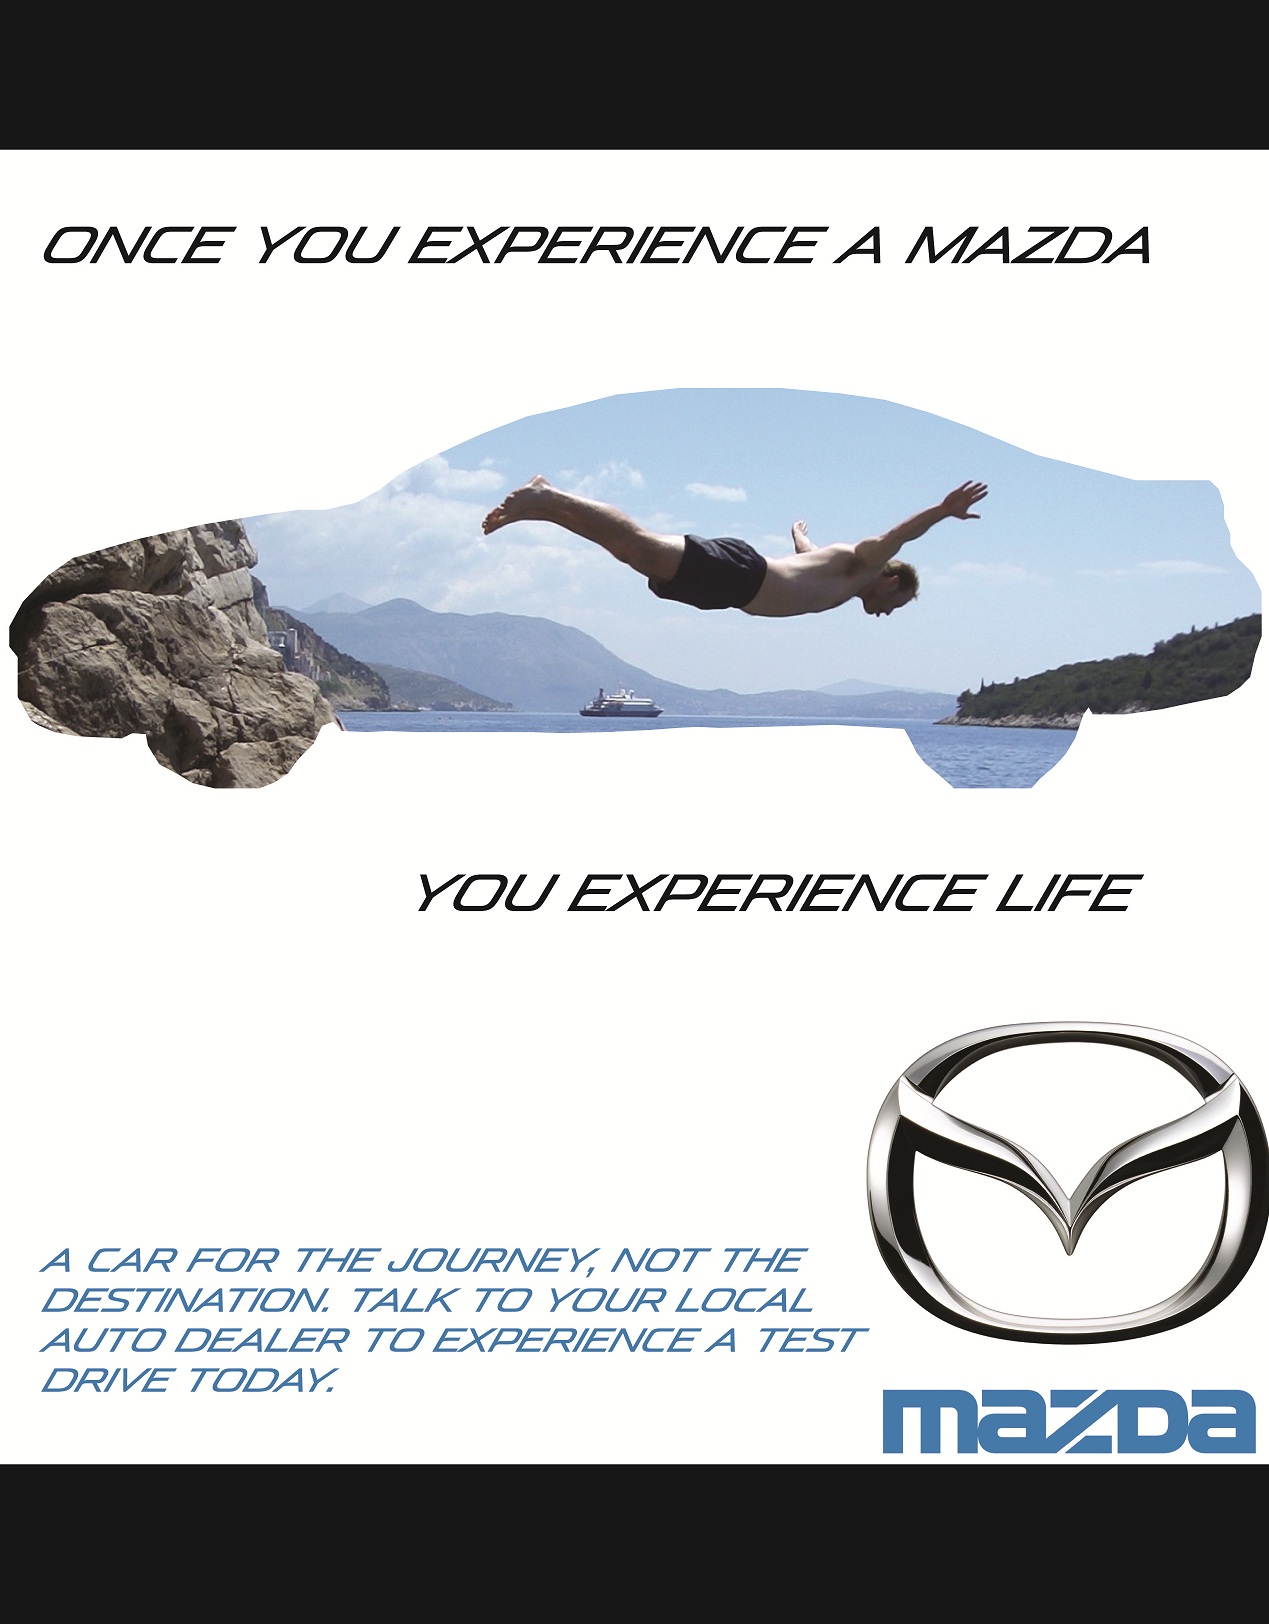 ONCE YOU EXPERIENCE A MAZDA
YOU EXPERIENCE LIFE
A CAR FOR THE JOURNEY, NOT THE
DESTINATION. TALK TO YOUR LOCAL
AUTO DEALER TO EXPERIENCE A TEST
DRIVE TODAY.
mazda